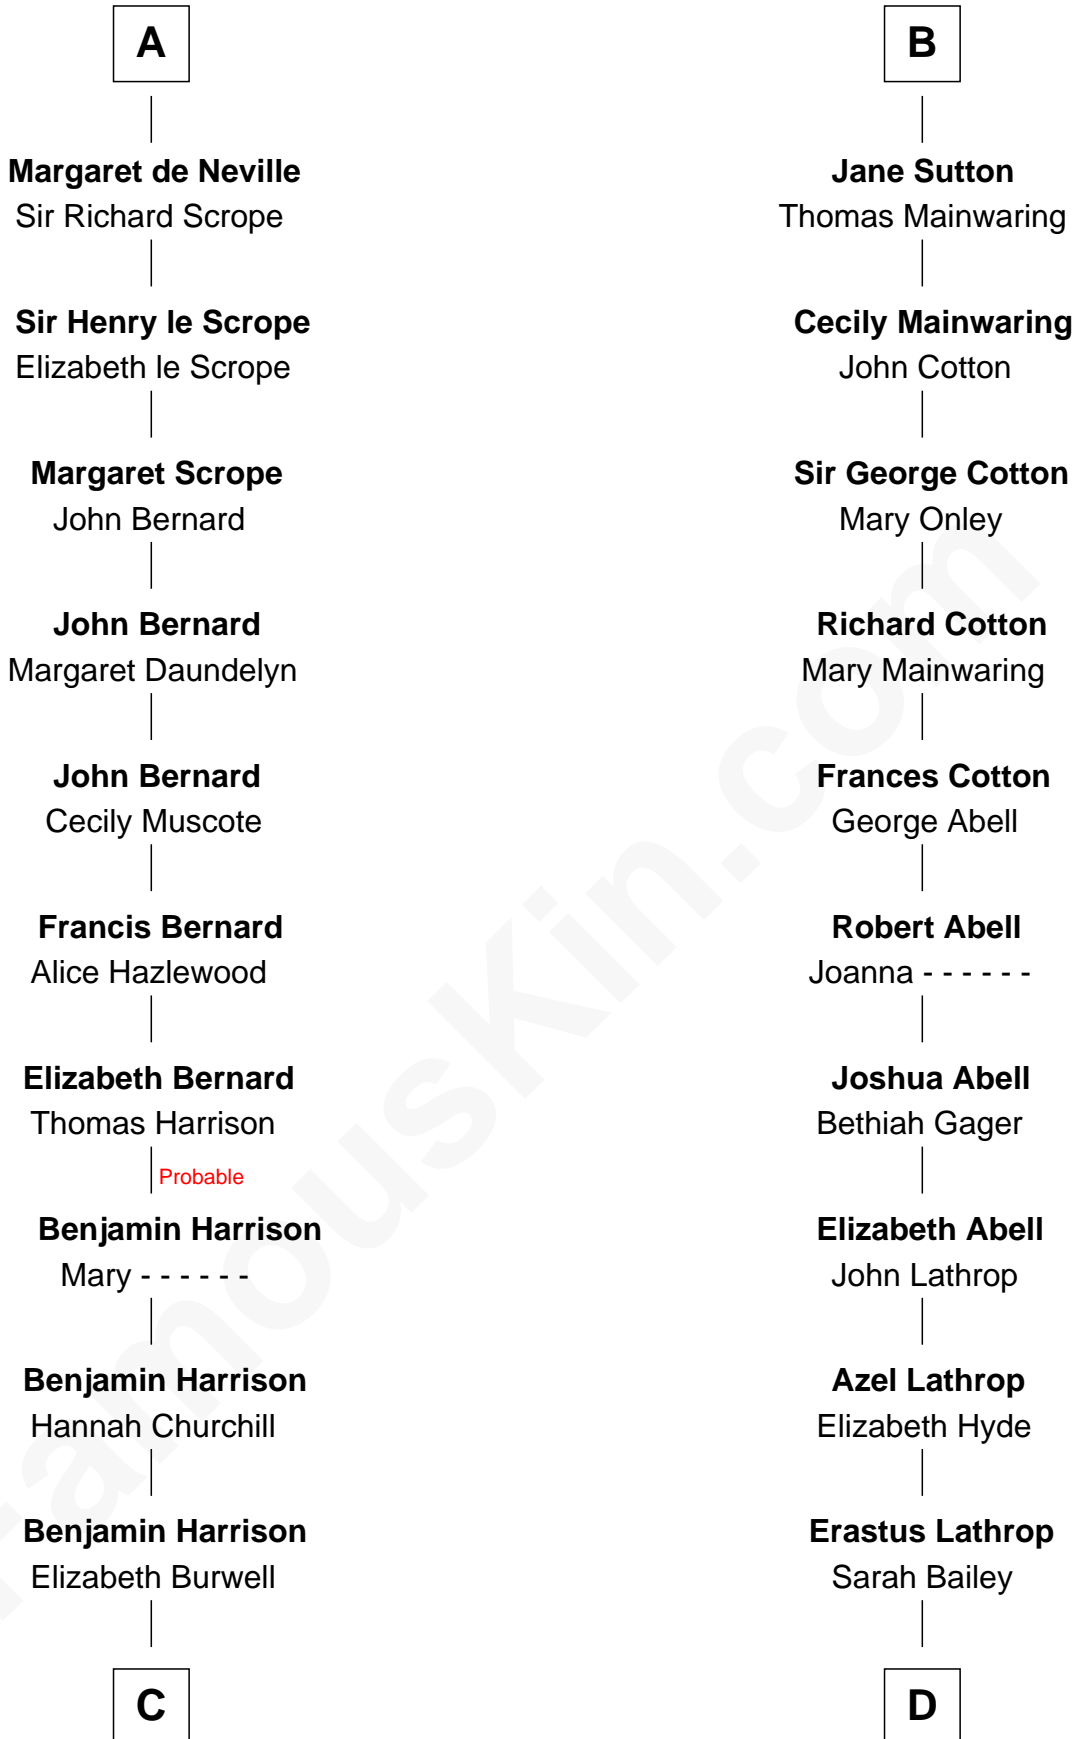 A
Margaret de Neville
Sir Richard Scrope
Sir Henry le Scrope
Elizabeth le Scrope
Margaret Scrope
John Bernard
John Bernard
Margaret Daundelyn
John Bernard
Cecily Muscote
Francis Bernard
Alice Hazlewood
Elizabeth Bernard
Thomas Harrison
Probable
Benjamin Harrison
Mary - - - - - -
Benjamin Harrison
Hannah Churchill
Benjamin Harrison
Elizabeth Burwell
C
B
Jane Sutton
Thomas Mainwaring
Cecily Mainwaring
John Cotton
Sir George Cotton
Mary Onley
Richard Cotton
Mary Mainwaring
Frances Cotton
George Abell
Robert Abell
Joanna - - - - - -
Joshua Abell
Bethiah Gager
Elizabeth Abell
John Lathrop
Azel Lathrop
Elizabeth Hyde
Erastus Lathrop
Sarah Bailey
D
FamousKin.com